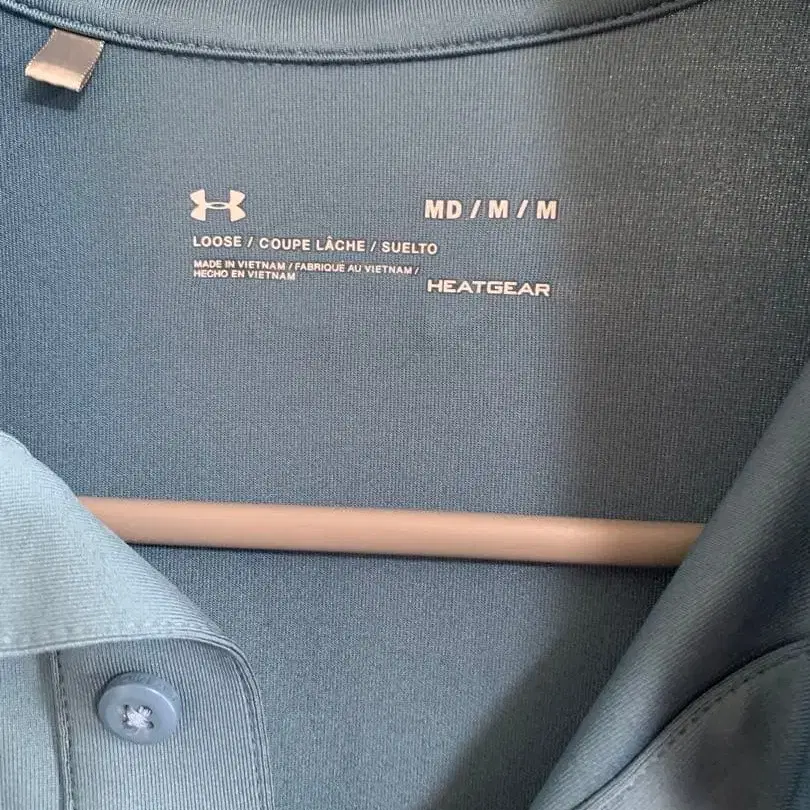 MD / M / M
LOOSE / COUPE LÂCHE / SUELTO
MADE IN VIETNAM / FABRIQUÉ AU VIETNAM /
HECHO EN VIETNAM
HEATGEAR